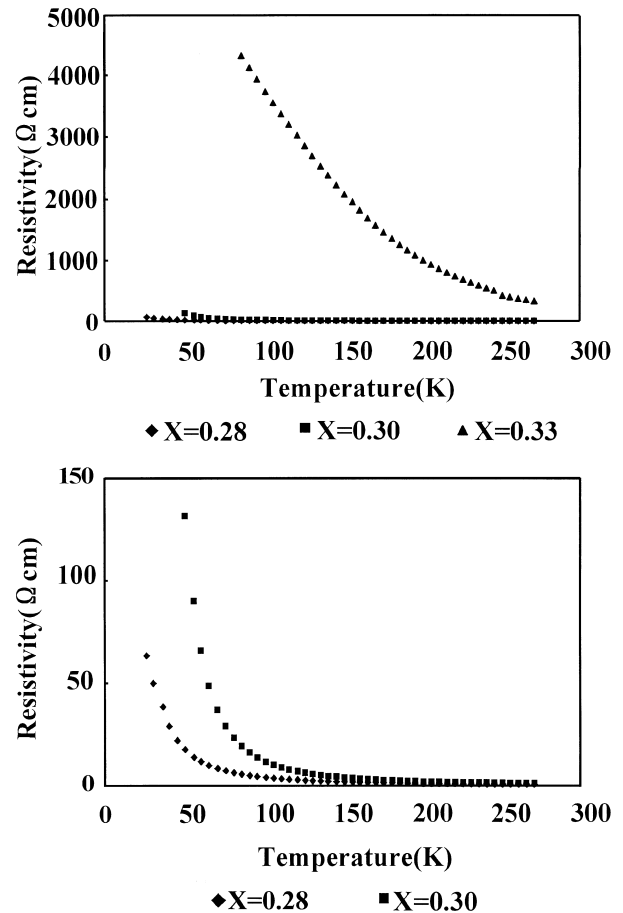 5000
4000
3000
2000
1000
0
Resistivity(Ω cm)
0 50 100 150 200 250 300
Temperature(K)
◆X=0.28 ■X=0.30 ▲X=0.33
150
100
50
0
Resistivity(Ω cm)
0 50 100 150 200 250 300
Temperature(K)
◆X=0.28 ■X=0.30